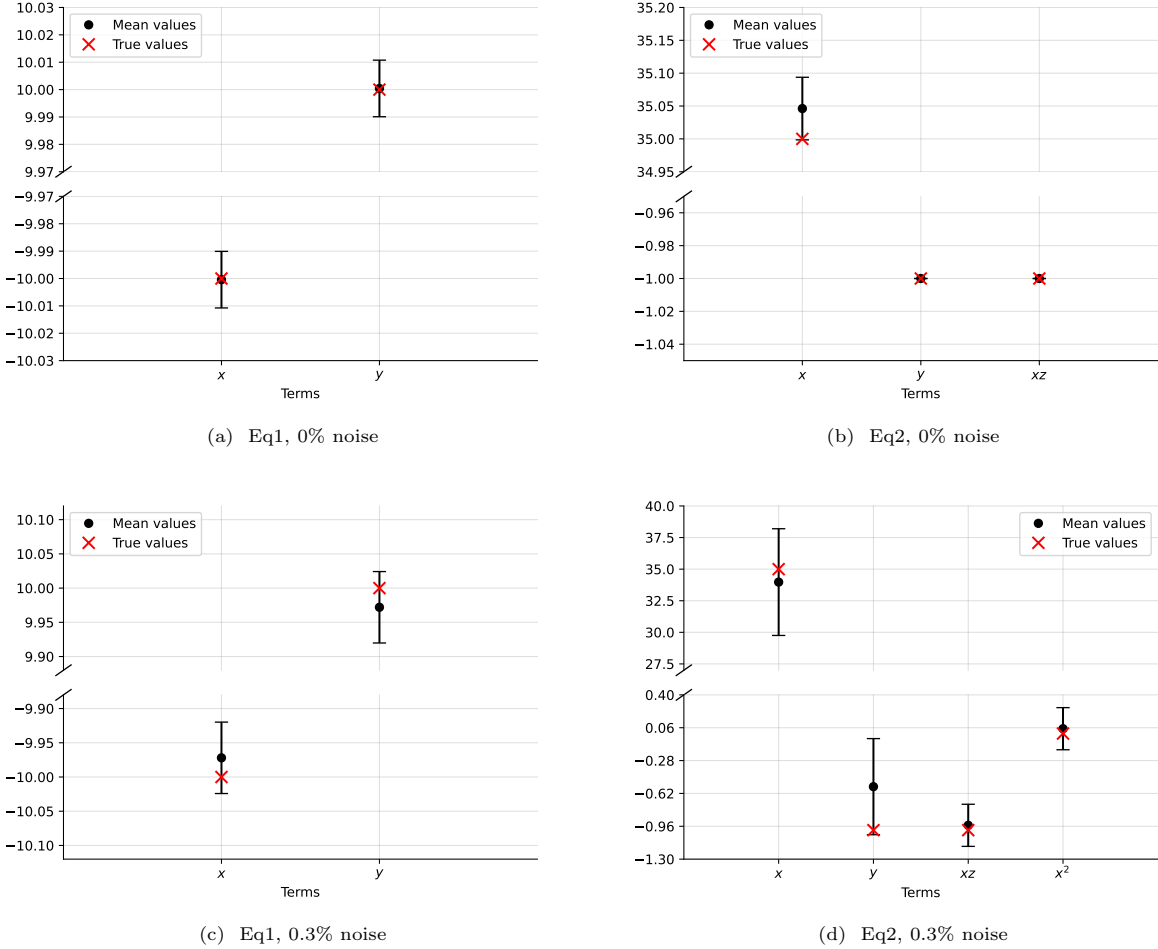 10.03
10.02
10.01
10.00
9.99
9.98
9.97
−9.97
−9.98
−9.99
−10.00
−10.01
−10.02
−10.03
Mean values
True values
x y
Terms
(a) Eq1, 0% noise
35.20
35.15
35.10
35.05
35.00
34.95
−0.96
−0.98
−1.00
−1.02
−1.04
Mean values
True values
x y xz
Terms
(b) Eq2, 0% noise
10.10
10.05
10.00
9.95
9.90
−9.90
−9.95
−10.00
−10.05
−10.10
Mean values
True values
x y
Terms
(c) Eq1, 0.3% noise
40.0
37.5
35.0
32.5
30.0
27.5
0.40
0.06
−0.28
−0.62
−0.96
−1.30
Mean values
True values
x y xz x²
Terms
(d) Eq2, 0.3% noise